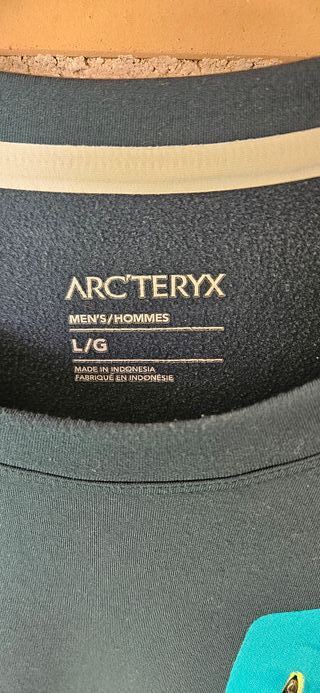 ARC'TERYX
MEN'S/HOMMES
L/G
MADE IN INDONESIA
FABRIQUÉ EN INDONÉSIE